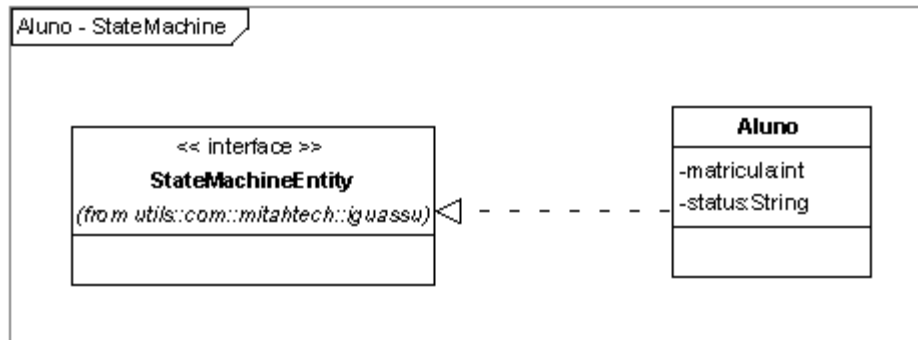 Aluno - StateMachine
<< interface >>
StateMachineEntity
(from utils::com::mitahtech::iguassu)
Aluno
-matricula:int
-status:String